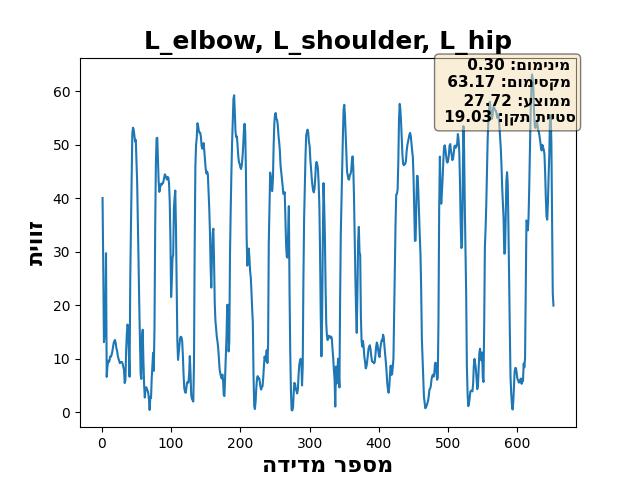 L_elbow, L_shoulder, L_hip
מינימום: 0.30
מקסימום: 63.17
ממוצע: 27.72
סטיית תקן: 19.03
זווית
60
50
40
30
20
10
0
0 100 200 300 400 500 600
מספר מדידה